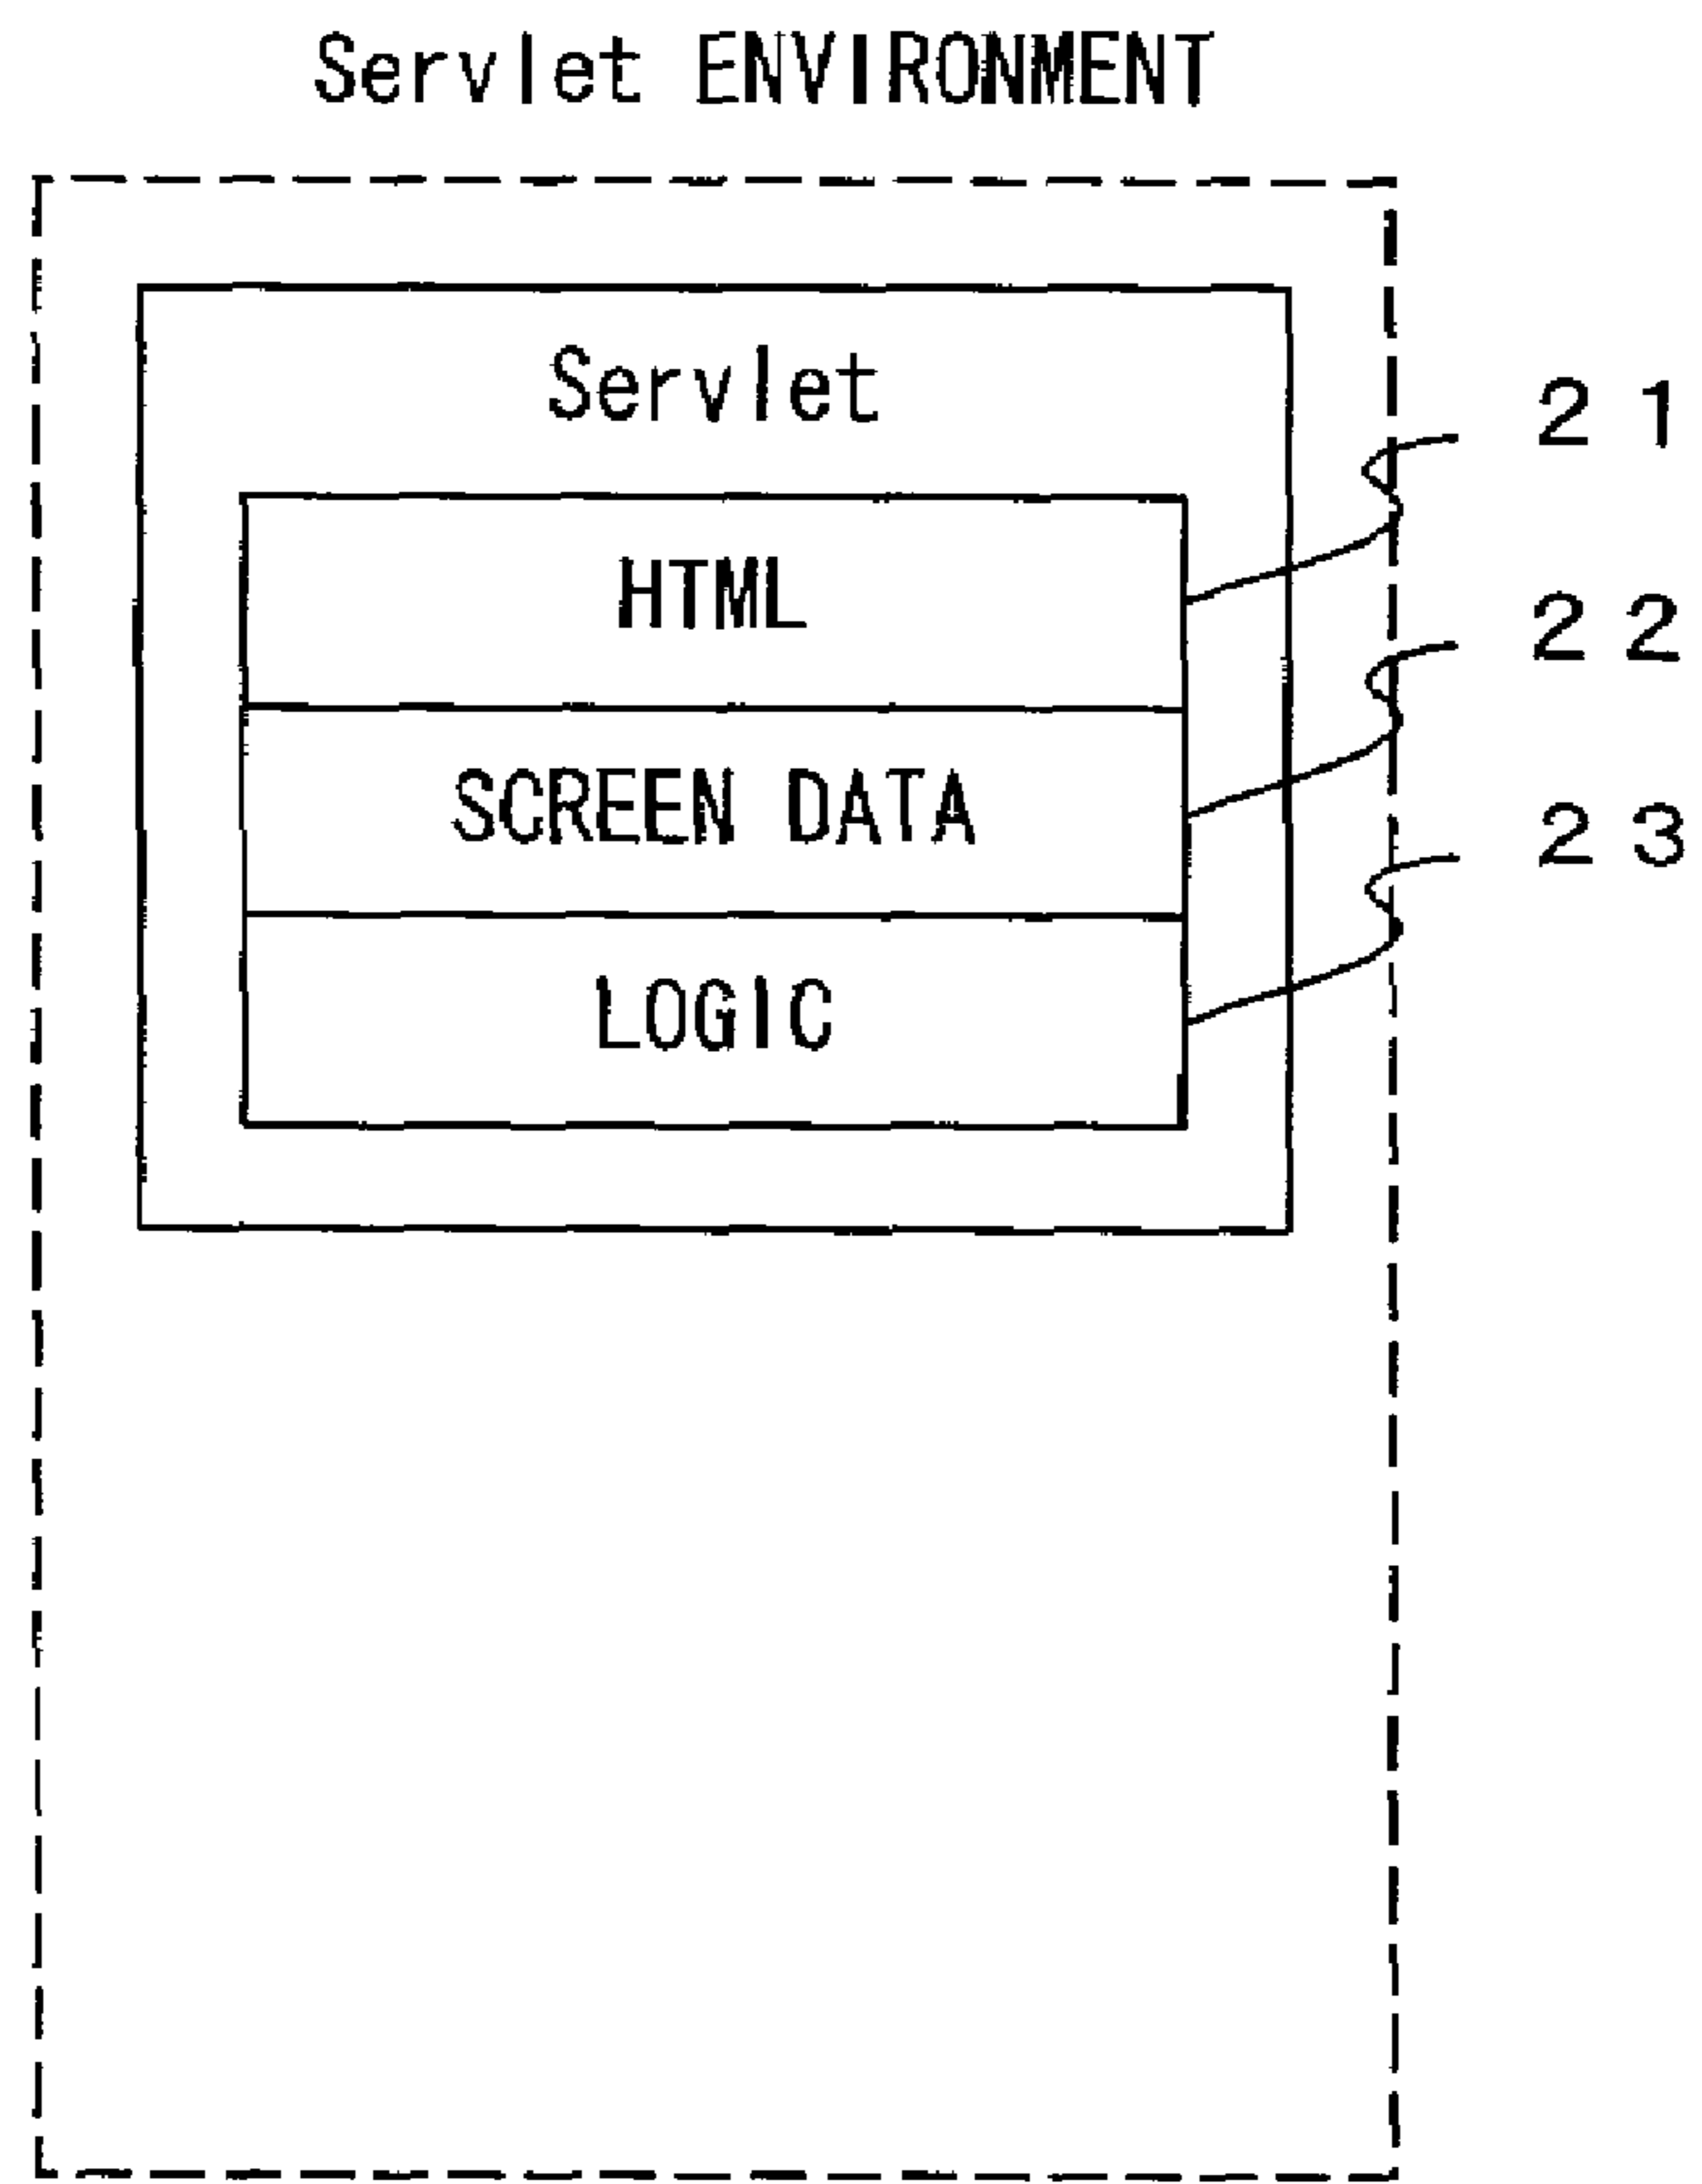 Servlet ENVIRONMENT
Servlet
21
HTML
22
SCREEN DATA
23
LOGIC